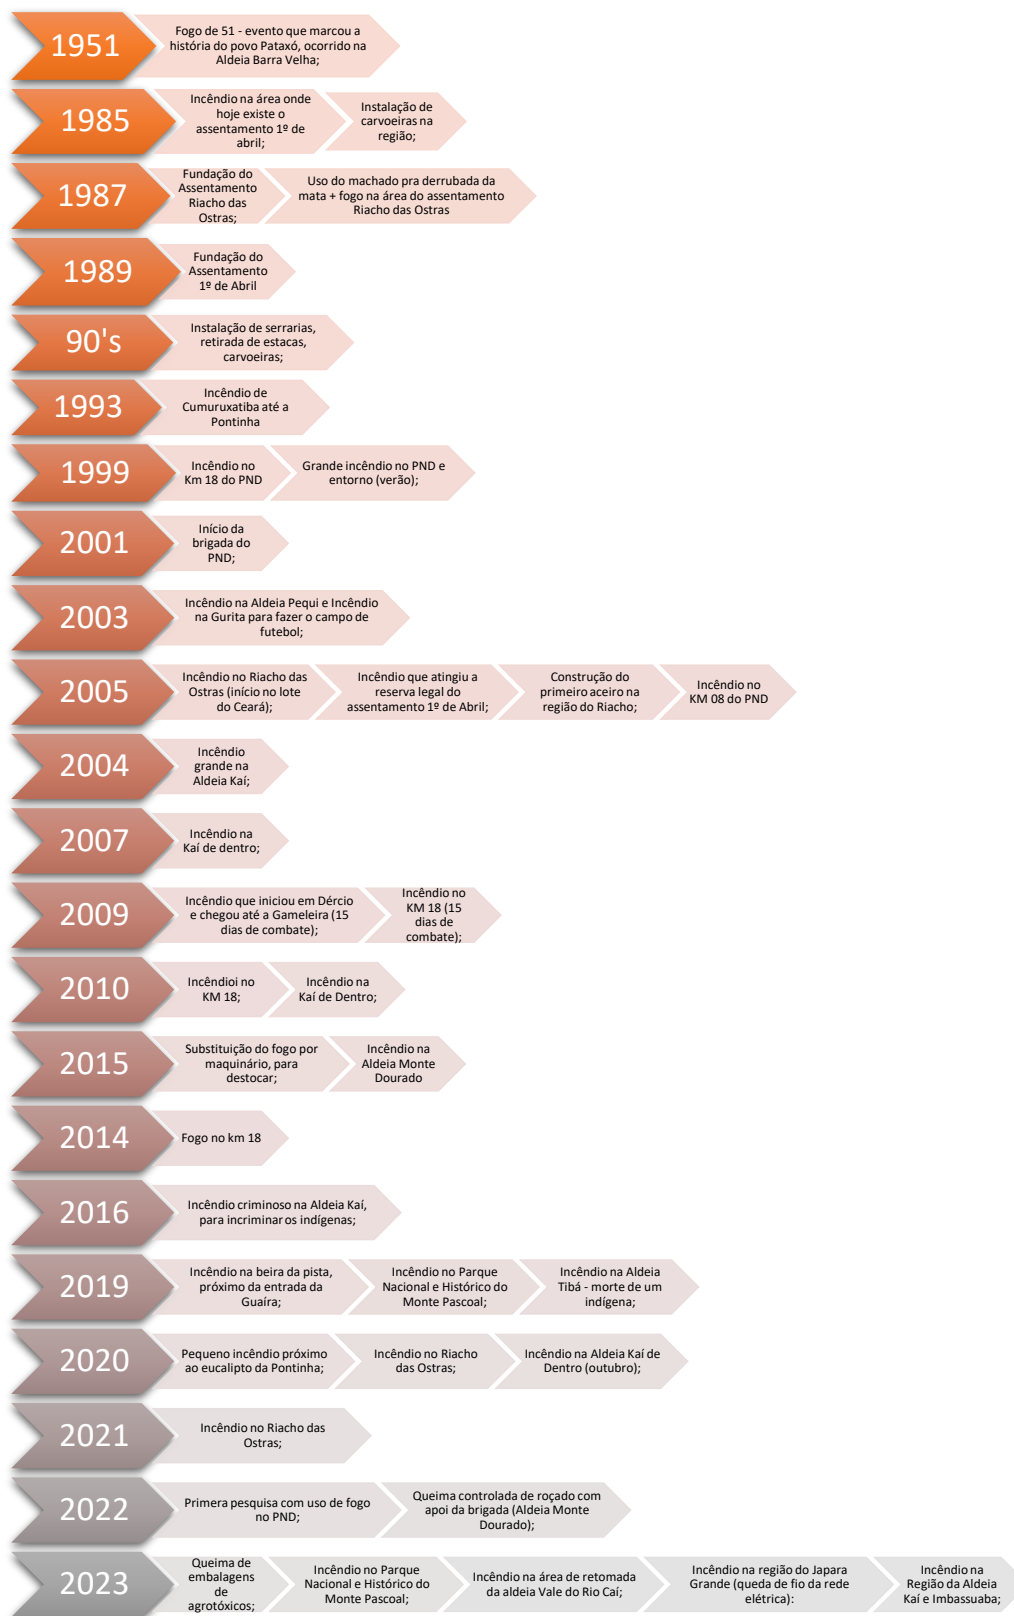 1951
Fogo de 51 - evento que marcou a
história do povo Pataxó, ocorrido na
Aldeia Barra Velha;
1985
Incêndio na área onde
hoje existe o
assentamento 1º de
abril;
Instalação de
carvoeiras na
região;
1987
Fundação do
Assentamento
Riacho das
Ostras;
Uso do machado pra derrubada da
mata + fogo na área do assentamento
Riacho das Ostras
1989
Fundação do
Assentamento
1º de Abril
90's
Instalação de serrarias,
retirada de estacas,
carvoeiras;
1993
Incêndio de
Cumuruxatiba até a
Pontinha
1999
Incêndio no
Km 18 do PND
Grande incêndio no PND e
entorno (verão);
2001
Início da
brigada do
PND;
2003
Incêndio na Aldeia Pequi e Incêndio
na Gurita para fazer o campo de
futebol;
2005
Incêndio no Riacho das
Ostras (início no lote
do Ceará);
Incêndio que atingiu a
reserva legal do
assentamento 1º de Abril;
Construção do
primeiro aceiro na
região do Riacho;
Incêndio no
KM 08 do PND
2004
Incêndio
grande na
Aldeia Kaí;
2007
Incêndio na
Kaí de dentro;
2009
Incêndio que iniciou em Dércio
e chegou até a Gameleira (15
dias de combate);
Incêndio no
KM 18 (15
dias de
combate);
2010
Incêndioi no
KM 18;
Incêndio na
Kaí de Dentro;
2015
Substituição do fogo por
maquinário, para
destocar;
Incêndio na
Aldeia Monte
Dourado
2014
Fogo no km 18
2016
Incêndio criminoso na Aldeia Kaí,
para incriminar os indígenas;
2019
Incêndio na beira da pista,
próximo da entrada da
Guaíra;
Incêndio no Parque
Nacional e Histórico do
Monte Pascoal;
Incêndio na Aldeia
Tibá - morte de um
indígena;
2020
Pequeno incêndio próximo
ao eucalipto da Pontinha;
Incêndio no Riacho
das Ostras;
Incêndio na Aldeia Kaí de
Dentro (outubro);
2021
Incêndio no Riacho das
Ostras;
2022
Primera pesquisa com uso de fogo
no PND;
Queima controlada de roçado com
apoi da brigada (Aldeia Monte
Dourado);
2023
Queima de
embalagens
de
agrotóxicos;
Incêndio no Parque
Nacional e Histórico do
Monte Pascoal;
Incêndio na área de retomada
da aldeia Vale do Rio Caí;
Incêndio na região do Japara
Grande (queda de fio da rede
elétrica):
Incêndio na
Região da Aldeia
Kaí e Imbassuaba;